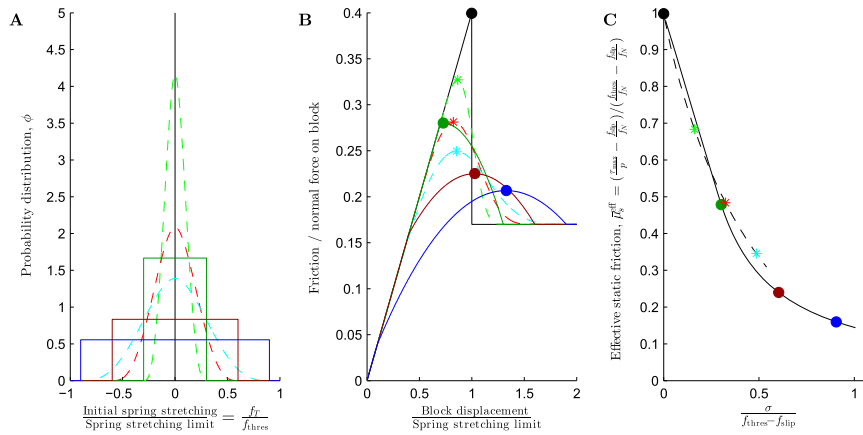 A
Probability distribution, ϕ
5
4.5
4
3.5
3
2.5
2
1.5
1
0.5
0
−1 −0.5 0 0.5 1
Initial spring stretching / Spring stretching limit = f_T / f_thres
B
Friction / normal force on block
0.4
0.35
0.3
0.25
0.2
0.15
0.1
0.05
0
0 0.5 1 1.5 2
Block displacement / Spring stretching limit
C
Effective static friction, μ̄_s^eff = (τ_max / p − f_slip / f_N)/(f_thres / f_N − f_slip / f_N)
1
0.9
0.8
0.7
0.6
0.5
0.4
0.3
0.2
0.1
0
0 0.5 1
σ / f_thres−f_slip